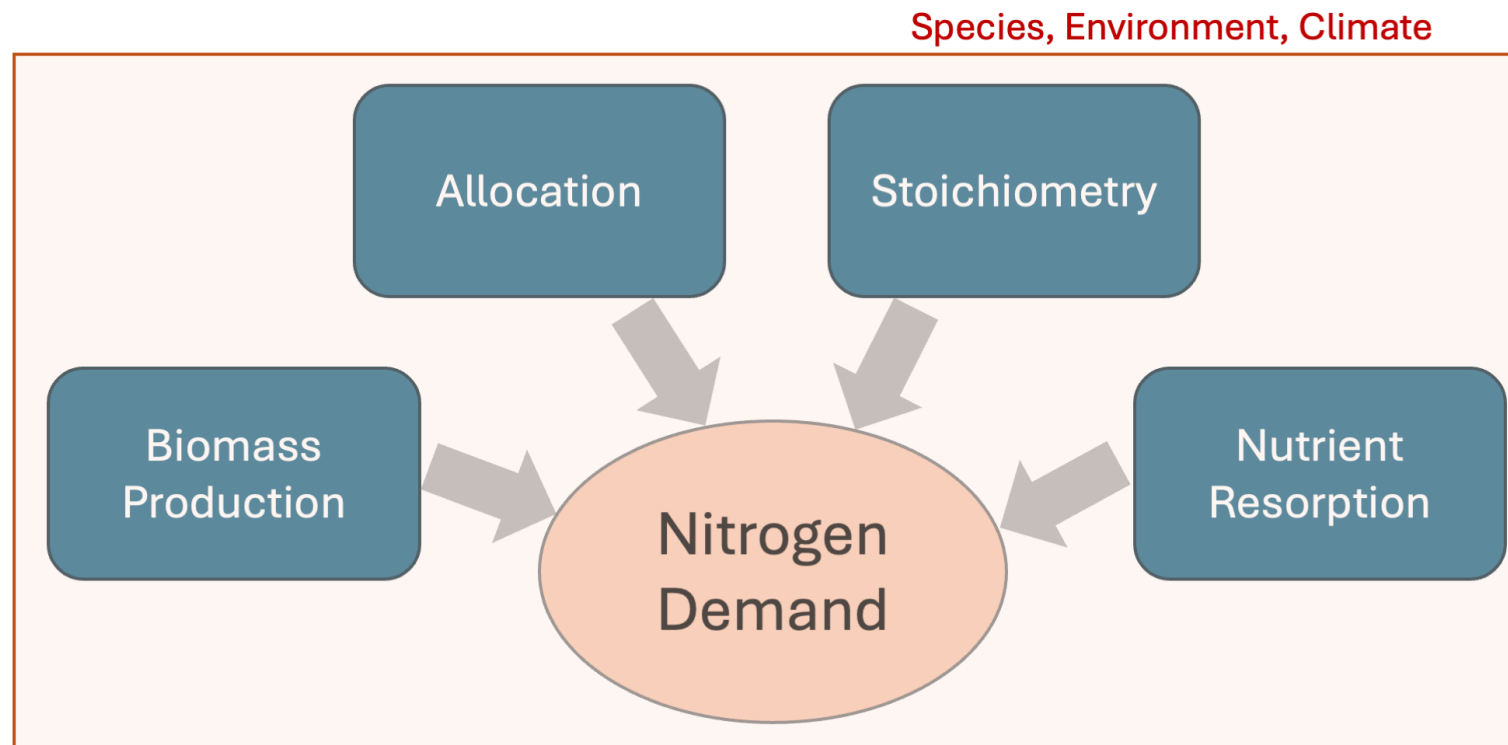 Species, Environment, Climate
Allocation
Stoichiometry
Biomass
Production
Nutrient
Resorption
Nitrogen
Demand